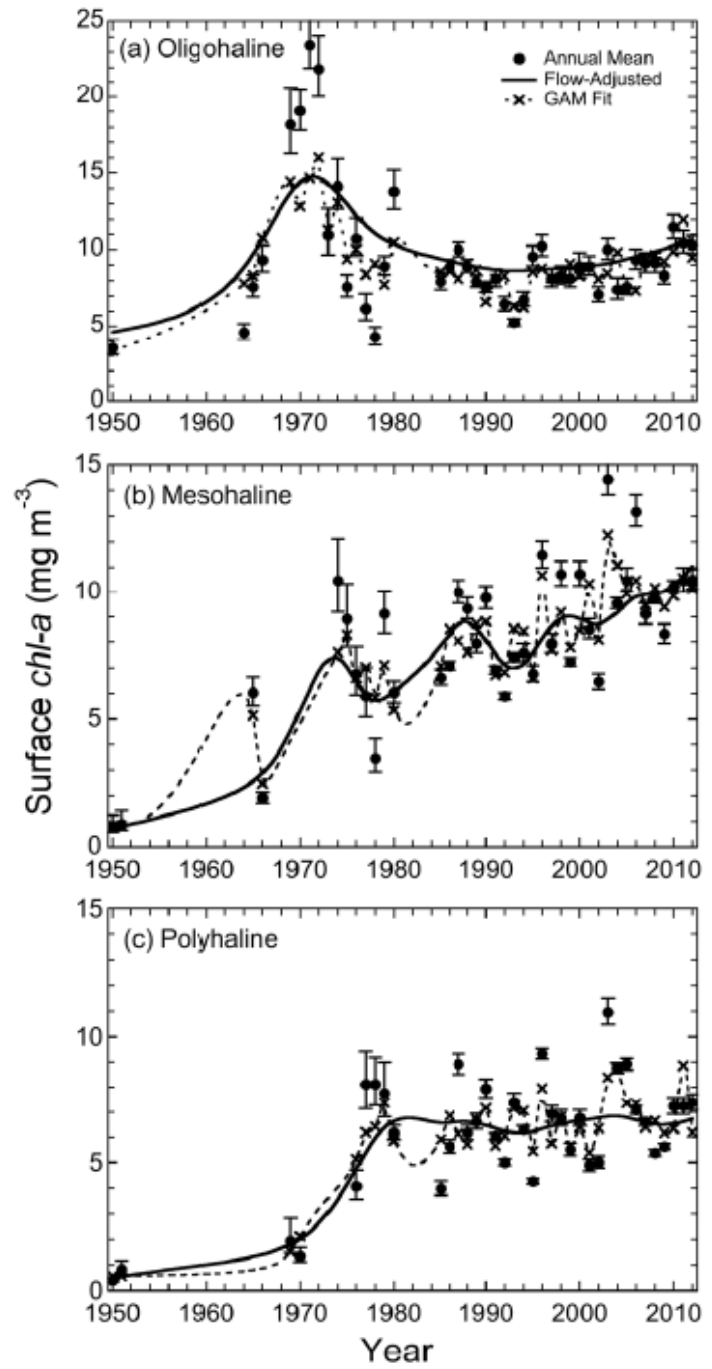 (a) Oligohaline
Annual Mean
Flow-Adjusted
GAM Fit
25
20
15
10
5
0
1950 1960 1970 1980 1990 2000 2010
(b) Mesohaline
15
10
5
0
1950 1960 1970 1980 1990 2000 2010
Surface chl-a (mg m⁻³)
(c) Polyhaline
15
10
5
0
1950 1960 1970 1980 1990 2000 2010
Year